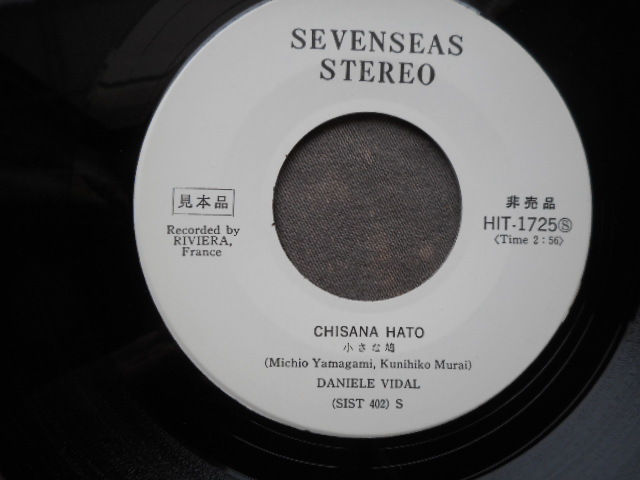 SEVENSEAS
STEREO
見本品
Recorded by
RIVIERA,
France
非売品
HIT-1725Ⓢ
〈Time 2:56〉
CHISANA HATO
小さな鳩
(Michio Yamagami, Kunihiko Murai)
DANIELE VIDAL
(SIST 402) S